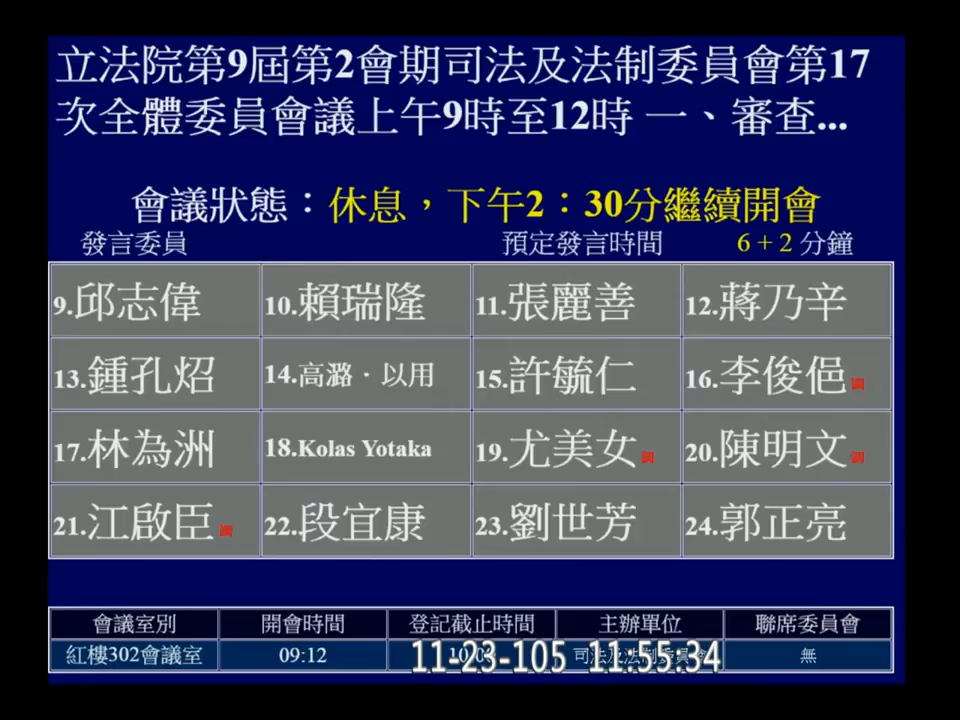 立法院第9屆第2會期司法及法制委員會第17
次全體委員會議上午9時至12時 一、審查...
會議狀態：休息，下午2：30分繼續開會
發言委員 預定發言時間 6 + 2 分鐘
9.邱志偉 10.賴瑞隆 11.張麗善 12.蔣乃辛
13.鍾孔炤 14.高潞．以用 15.許毓仁 16.李俊俋
17.林為洲 18.Kolas Yotaka 19.尤美女 20.陳明文
21.江啟臣 22.段宜康 23.劉世芳 24.郭正亮
會議室別 開會時間 登記截止時間 主辦單位 聯席委員會
紅樓302會議室 09:12 司法及法制委員會 無
11-23-105 11:55:34